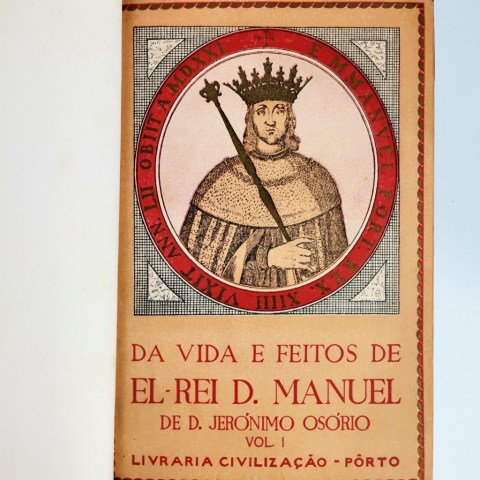 EMMANVEL PORT. REX. XIIII VIXIT ANN. LII OBIIT A. MDXXI
DA VIDA E FEITOS DE
EL-REI D. MANUEL
DE D. JERÓNIMO OSÓRIO
VOL I
LIVRARIA CIVILIZAÇÃO - PÔRTO